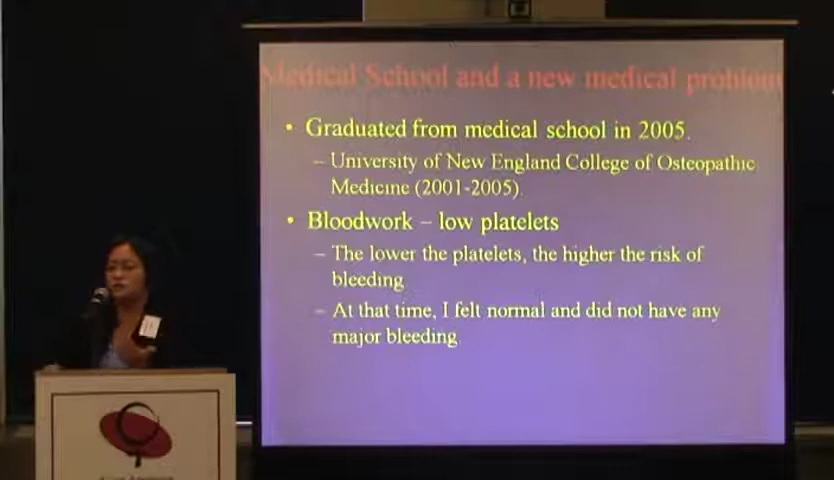 Medical School and a new medical problem
• Graduated from medical school in 2005.
– University of New England College of Osteopathic
Medicine (2001-2005)
• Bloodwork – low platelets
– The lower the platelets, the higher the risk of
bleeding
– At that time, I felt normal and did not have any
major bleeding